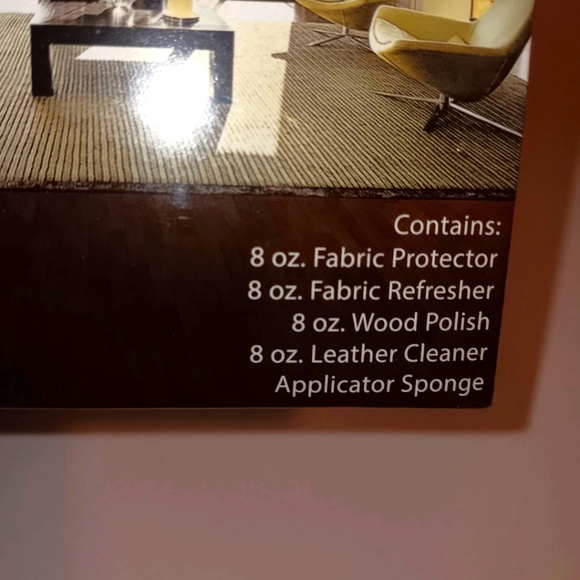 Contains:
8 oz. Fabric Protector
8 oz. Fabric Refresher
8 oz. Wood Polish
8 oz. Leather Cleaner
Applicator Sponge